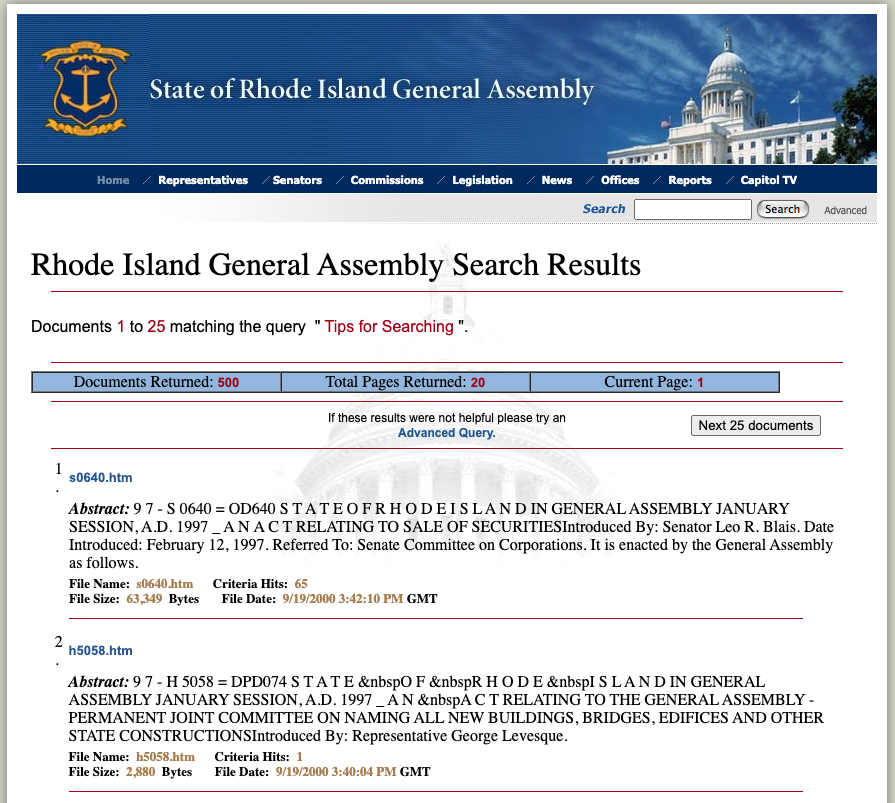 State of Rhode Island General Assembly
Home / Representatives / Senators / Commissions / Legislation / News / Offices / Reports / Capitol TV
Search Search Advanced
Rhode Island General Assembly Search Results
Documents 1 to 25 matching the query " Tips for Searching ".
Documents Returned: 500 Total Pages Returned: 20 Current Page: 1
If these results were not helpful please try an
Advanced Query.
Next 25 documents
1
.
s0640.htm
Abstract: 9 7 - S 0640 = OD640 S T A T E O F R H O D E I S L A N D IN GENERAL ASSEMBLY JANUARY
SESSION, A.D. 1997 _ A N A C T RELATING TO SALE OF SECURITIESIntroduced By: Senator Leo R. Blais. Date
Introduced: February 12, 1997. Referred To: Senate Committee on Corporations. It is enacted by the General Assembly
as follows.
File Name: s0640.htm Criteria Hits: 65
File Size: 63,349 Bytes File Date: 9/19/2000 3:42:10 PM GMT
2
.
h5058.htm
Abstract: 9 7 - H 5058 = DPD074 S T A T E &nbspO F &nbspR H O D E &nbspI S L A N D IN GENERAL
ASSEMBLY JANUARY SESSION, A.D. 1997 _ A N &nbspA C T RELATING TO THE GENERAL ASSEMBLY -
PERMANENT JOINT COMMITTEE ON NAMING ALL NEW BUILDINGS, BRIDGES, EDIFICES AND OTHER
STATE CONSTRUCTIONSIntroduced By: Representative George Levesque.
File Name: h5058.htm Criteria Hits: 1
File Size: 2,880 Bytes File Date: 9/19/2000 3:40:04 PM GMT